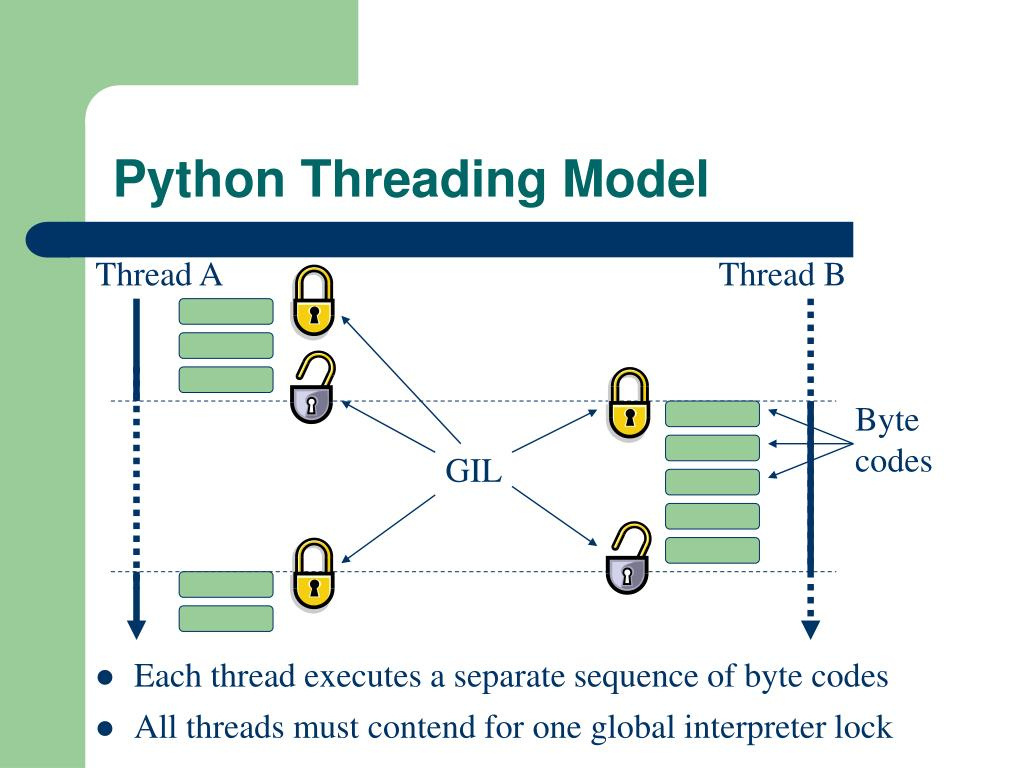 Python Threading Model
Thread A
Thread B
Byte
codes
GIL
Each thread executes a separate sequence of byte codes
All threads must contend for one global interpreter lock